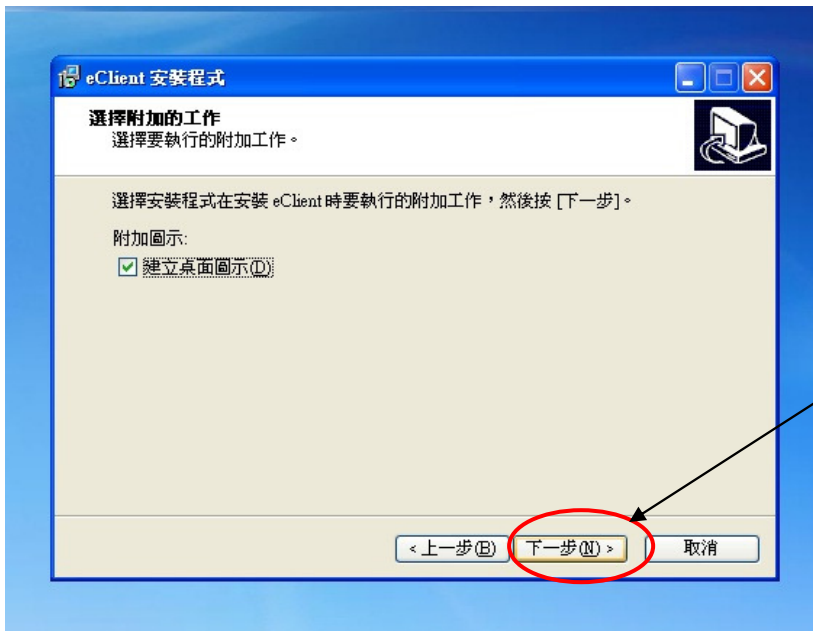 eClient 安裝程式
選擇附加的工作
選擇要執行的附加工作。
選擇安裝程式在安裝 eClient 時要執行的附加工作，然後按 [下一步]。
附加圖示:
建立桌面圖示(D)
<上一步(B) 下一步(N) > 取消